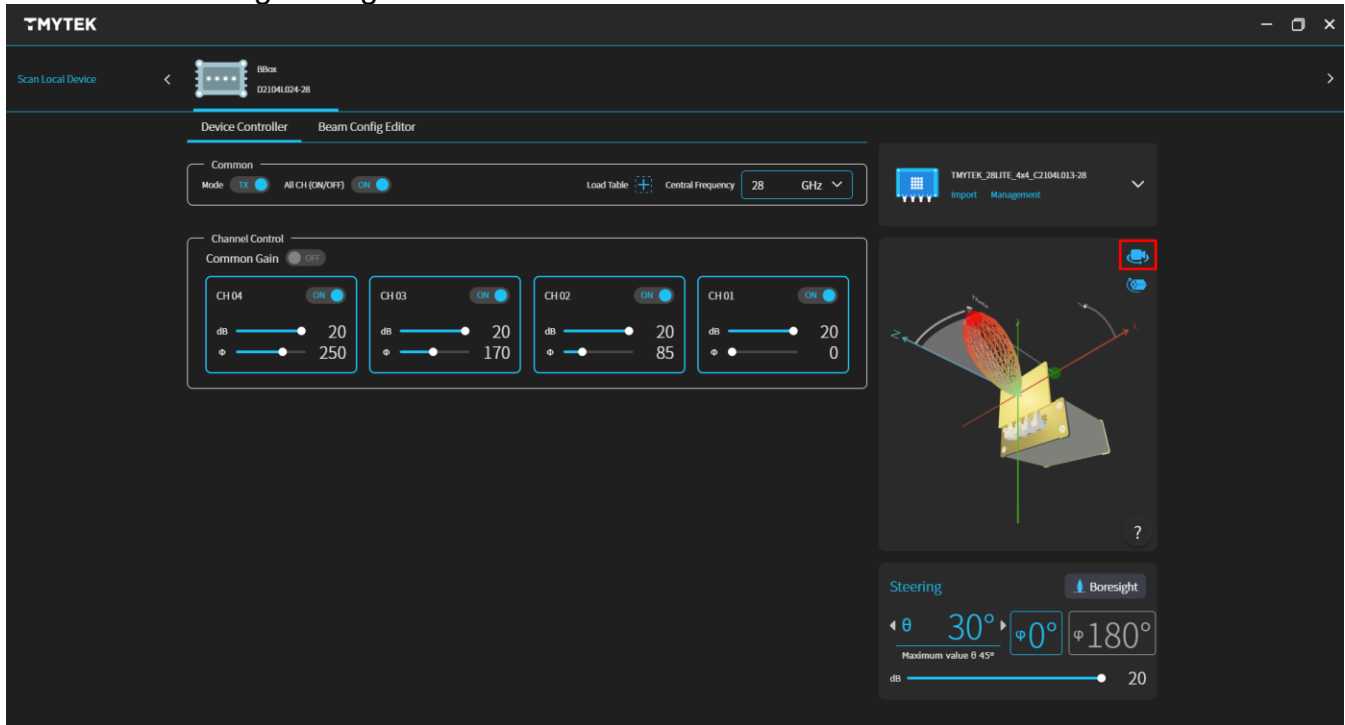 TMYTEK
Scan Local Device
BBox
D2104L024-28
Device Controller Beam Config Editor
Common
Mode TX All CH (ON/OFF) ON Load Table Central Frequency 28 GHz
TMYTEK_28LITE_4x4_C2104L013-28
Import Management
Channel Control
Common Gain OFF
CH 04 ON CH 03 ON CH 02 ON CH 01 ON
dB 20 dB 20 dB 20 dB 20
Φ 250 Φ 170 Φ 85 Φ 0
Z
?
Steering Boresight
θ 30° φ0° φ180°
Maximum value θ 45°
dB 20